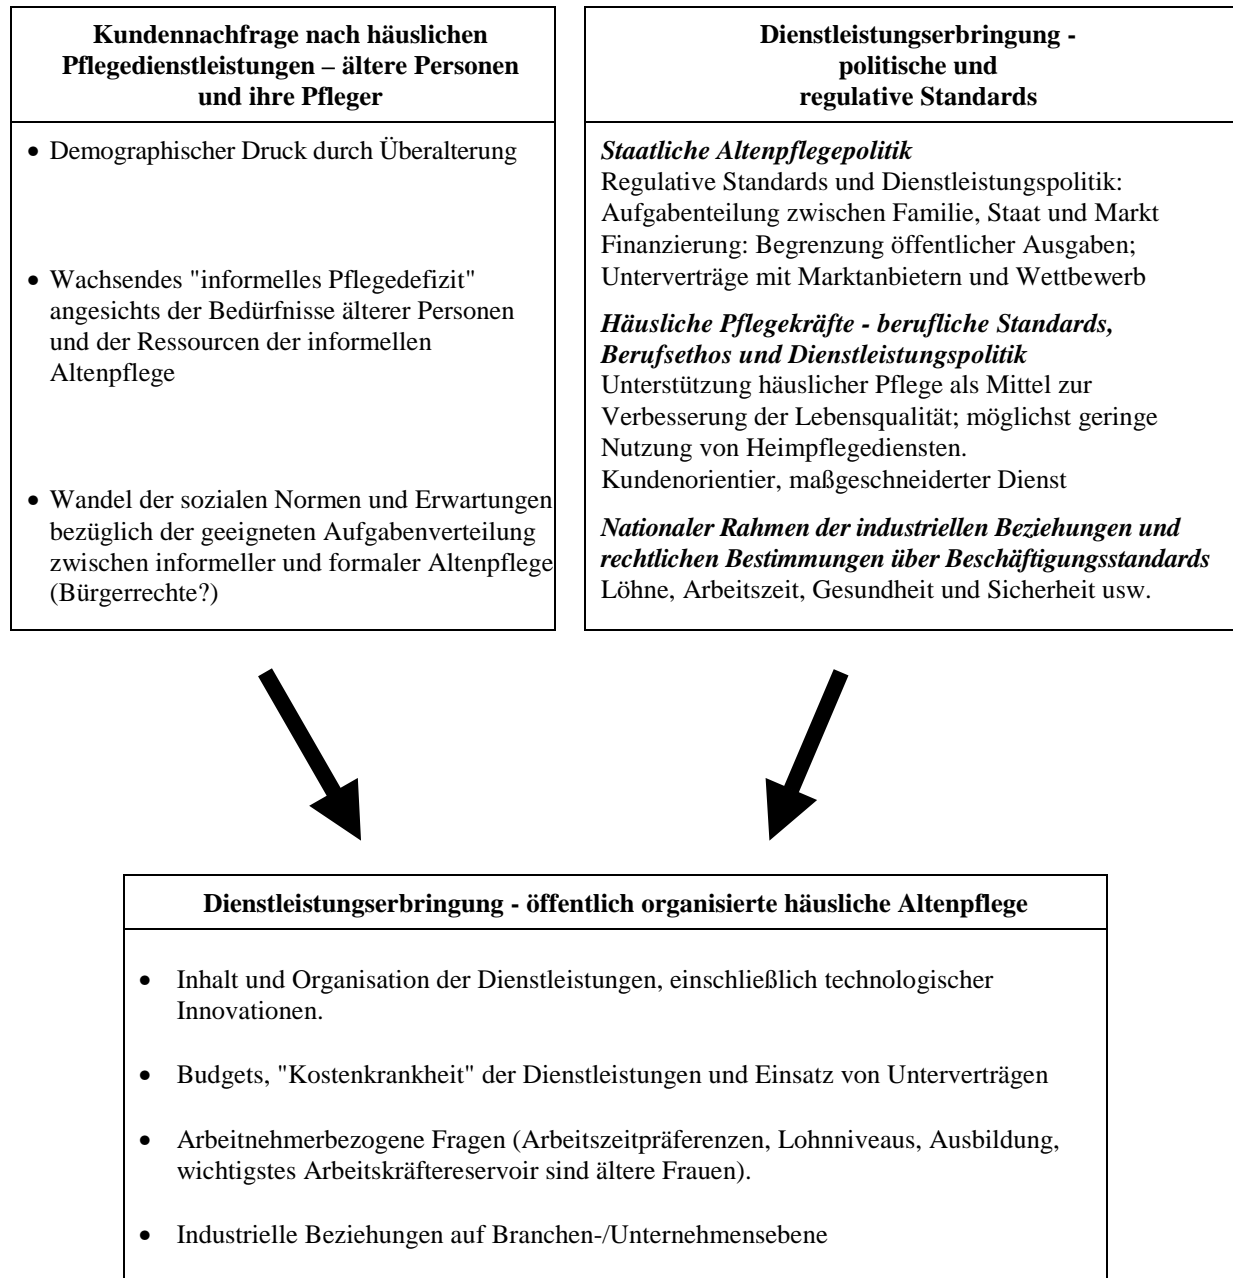 Kundennachfrage nach häuslichen
Pflegedienstleistungen – ältere Personen
und ihre Pfleger
• Demographischer Druck durch Überalterung
• Wachsendes "informelles Pflegedefizit"
angesichts der Bedürfnisse älterer Personen
und der Ressourcen der informellen
Altenpflege
• Wandel der sozialen Normen und Erwartungen
bezüglich der geeigneten Aufgabenverteilung
zwischen informeller und formaler Altenpflege
(Bürgerrechte?)
Dienstleistungserbringung -
politische und
regulative Standards
Staatliche Altenpflegepolitik
Regulative Standards und Dienstleistungspolitik:
Aufgabenteilung zwischen Familie, Staat und Markt
Finanzierung: Begrenzung öffentlicher Ausgaben;
Unterverträge mit Marktanbietern und Wettbewerb
Häusliche Pflegekräfte - berufliche Standards,
Berufsethos und Dienstleistungspolitik
Unterstützung häuslicher Pflege als Mittel zur
Verbesserung der Lebensqualität; möglichst geringe
Nutzung von Heimpflegediensten.
Kundenorientier, maßgeschneiderter Dienst
Nationaler Rahmen der industriellen Beziehungen und
rechtlichen Bestimmungen über Beschäftigungsstandards
Löhne, Arbeitszeit, Gesundheit und Sicherheit usw.
Dienstleistungserbringung - öffentlich organisierte häusliche Altenpflege
• Inhalt und Organisation der Dienstleistungen, einschließlich technologischer
Innovationen.
• Budgets, "Kostenkrankheit" der Dienstleistungen und Einsatz von Unterverträgen
• Arbeitnehmerbezogene Fragen (Arbeitszeitpräferenzen, Lohnniveaus, Ausbildung,
wichtigstes Arbeitskräftereservoir sind ältere Frauen).
• Industrielle Beziehungen auf Branchen-/Unternehmensebene